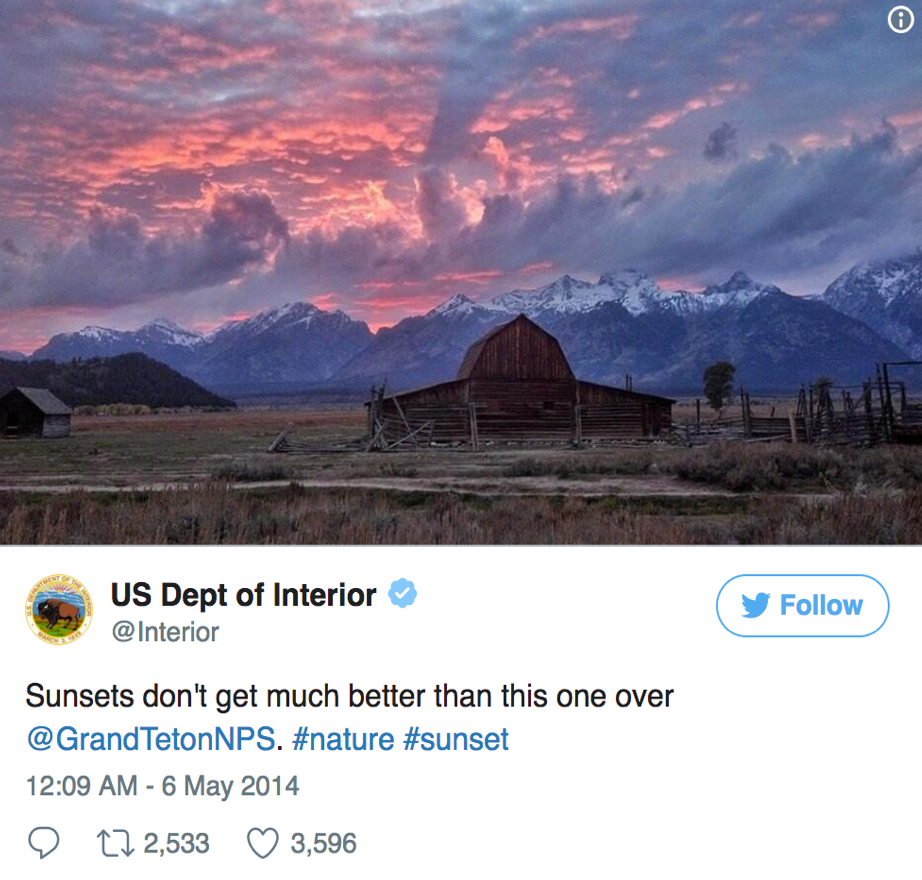 US Dept of Interior
@Interior
Follow
Sunsets don't get much better than this one over
@GrandTetonNPS. #nature #sunset
12:09 AM - 6 May 2014
2,533 3,596